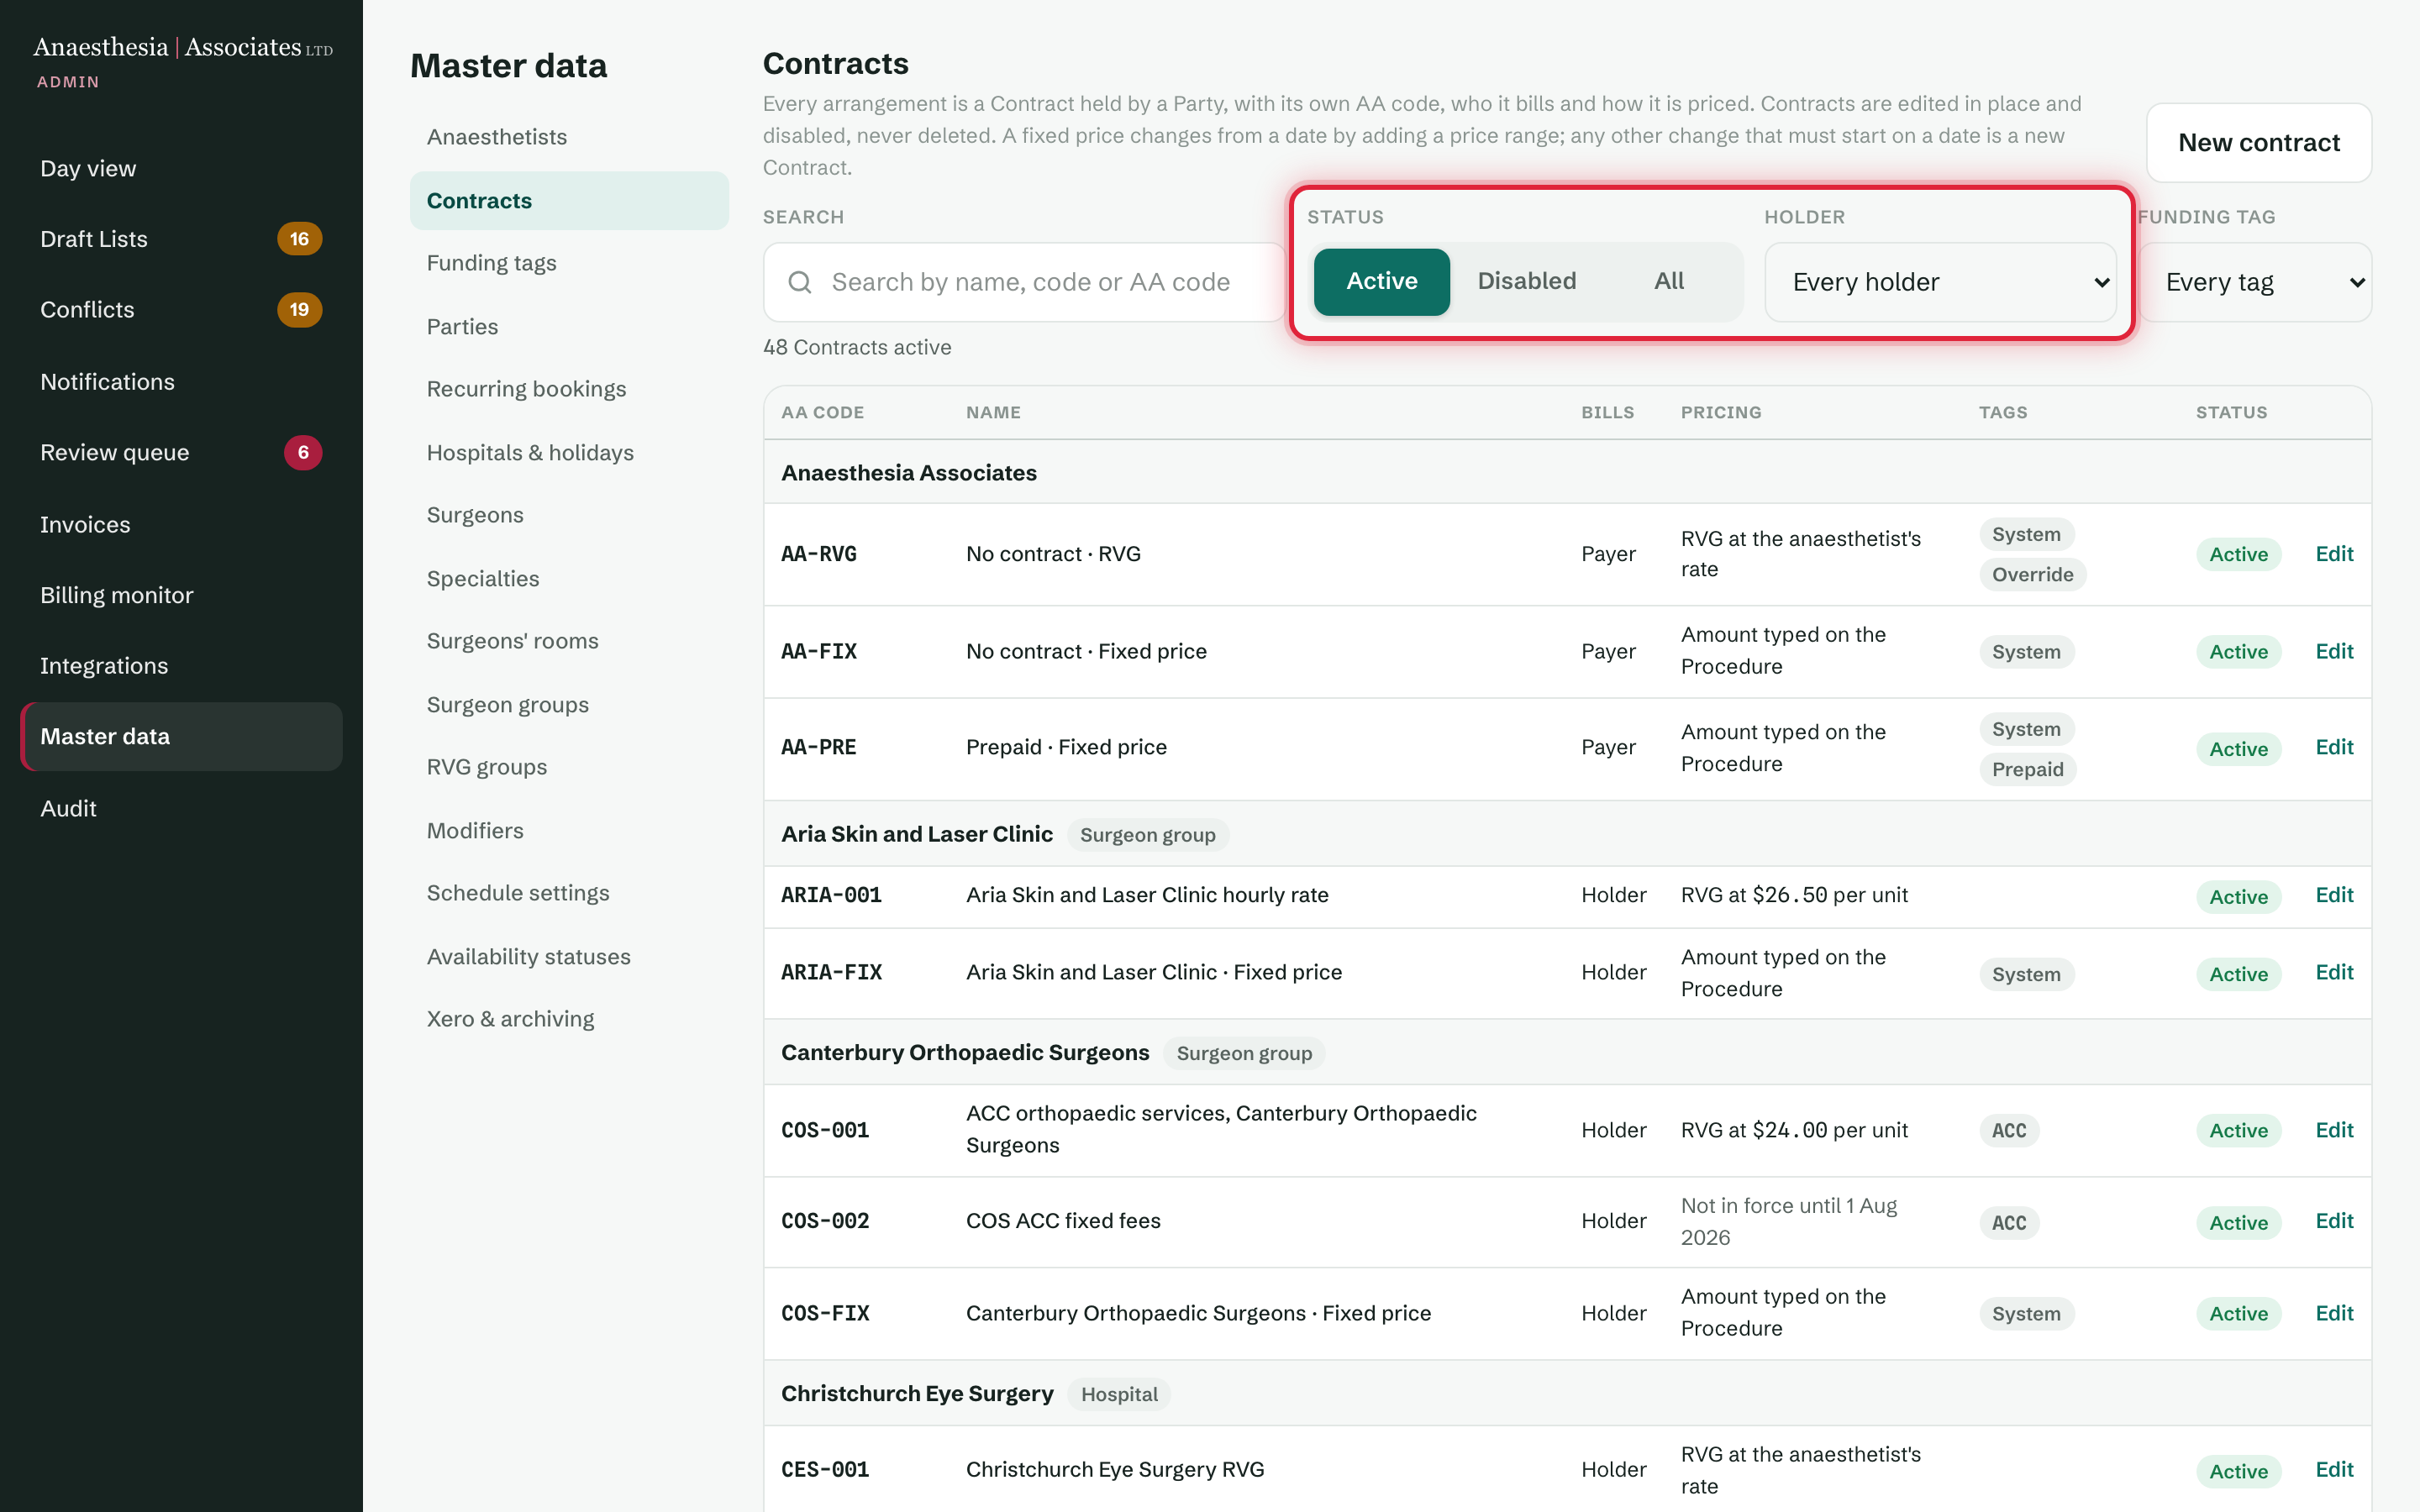 Anaesthesia | Associates LTD
ADMIN
Day view
Draft Lists 16
Conflicts 19
Notifications
Review queue 6
Invoices
Billing monitor
Integrations
Master data
Audit
Master data
Anaesthetists
Contracts
Funding tags
Parties
Recurring bookings
Hospitals & holidays
Surgeons
Specialties
Surgeons' rooms
Surgeon groups
RVG groups
Modifiers
Schedule settings
Availability statuses
Xero & archiving
Contracts
Every arrangement is a Contract held by a Party, with its own AA code, who it bills and how it is priced. Contracts are edited in place and
disabled, never deleted. A fixed price changes from a date by adding a price range; any other change that must start on a date is a new
Contract.
New contract
SEARCH STATUS HOLDER FUNDING TAG
Search by name, code or AA code Active Disabled All Every holder Every tag
48 Contracts active
AA CODE NAME BILLS PRICING TAGS STATUS
Anaesthesia Associates
AA-RVG No contract · RVG Payer RVG at the anaesthetist's
rate System
Override Active Edit
AA-FIX No contract · Fixed price Payer Amount typed on the
Procedure System Active Edit
AA-PRE Prepaid · Fixed price Payer Amount typed on the
Procedure System
Prepaid Active Edit
Aria Skin and Laser Clinic Surgeon group
ARIA-001 Aria Skin and Laser Clinic hourly rate Holder RVG at $26.50 per unit Active Edit
ARIA-FIX Aria Skin and Laser Clinic · Fixed price Holder Amount typed on the
Procedure System Active Edit
Canterbury Orthopaedic Surgeons Surgeon group
COS-001 ACC orthopaedic services, Canterbury Orthopaedic
Surgeons Holder RVG at $24.00 per unit ACC Active Edit
COS-002 COS ACC fixed fees Holder Not in force until 1 Aug
2026 ACC Active Edit
COS-FIX Canterbury Orthopaedic Surgeons · Fixed price Holder Amount typed on the
Procedure System Active Edit
Christchurch Eye Surgery Hospital
CES-001 Christchurch Eye Surgery RVG Holder RVG at the anaesthetist's
rate Active Edit